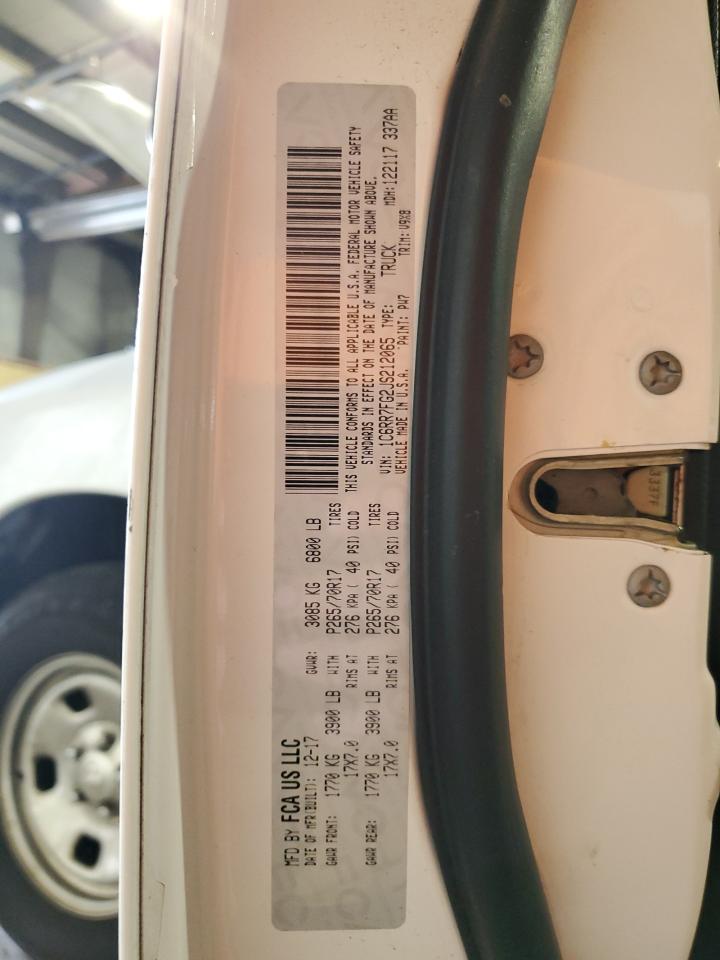 MFD BY FCA US LLC
DATE OF MFR(BUILT): 12-17 GVWR: 3085 KG 6800 LB
GAWR FRONT: 1770 KG 3900 LB WITH P265/70R17 TIRES
17X7.0 RIMS AT 276 KPA ( 40 PSI) COLD
GAWR REAR: 1770 KG 3900 LB WITH P265/70R17 TIRES
17X7.0 RIMS AT 276 KPA ( 40 PSI) COLD
THIS VEHICLE CONFORMS TO ALL APPLICABLE U.S.A. FEDERAL MOTOR VEHICLE SAFETY
STANDARDS IN EFFECT ON THE DATE OF MANUFACTURE SHOWN ABOVE.
VIN: 1C6RR7FG2JS212065 TYPE: TRUCK MDH:122117 337AA
VEHICLE MADE IN U.S.A. PAINT: PW7 TRIM: V9X8
3337F